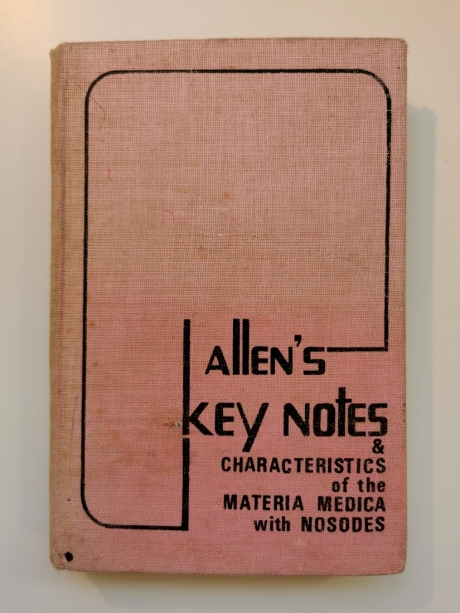 Allen's
Key Notes
&
CHARACTERISTICS
of the
MATERIA MEDICA
with NOSODES